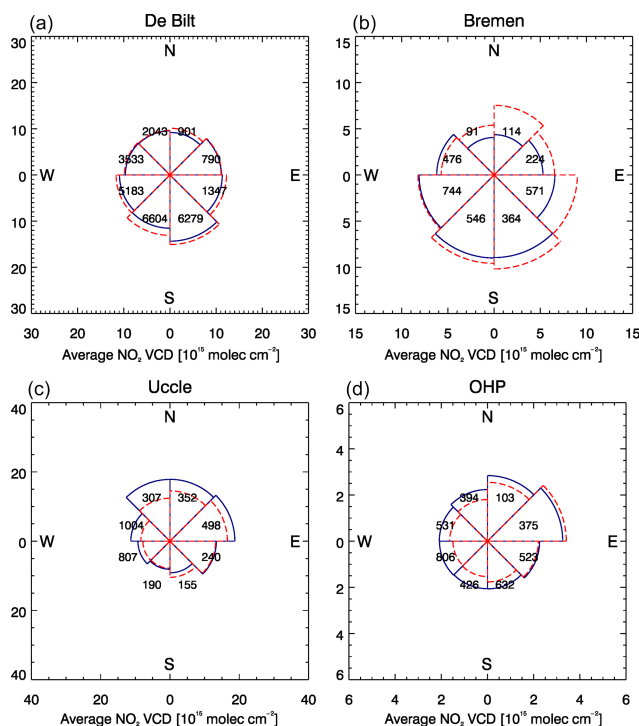 (a) De Bilt
(b) Bremen
30 N
20
10
0
10
20
30
W E
S
2043 901
3533 790
5183 1347
6604 6279
30 20 10 0 10 20 30
Average NO₂ VCD [10¹⁵ molec cm⁻²]
15 N
10
5
0
5
10
15
W E
S
91 114
476 224
744 571
546 364
15 10 5 0 5 10 15
Average NO₂ VCD [10¹⁵ molec cm⁻²]
(c) Uccle
(d) OHP
40 N
20
0
20
40
W E
S
307 352
1004 498
807 240
190 155
40 20 0 20 40
Average NO₂ VCD [10¹⁵ molec cm⁻²]
6 N
4
2
0
2
4
6
W E
S
394 103
531 375
806 523
426 632
6 4 2 0 2 4 6
Average NO₂ VCD [10¹⁵ molec cm⁻²]